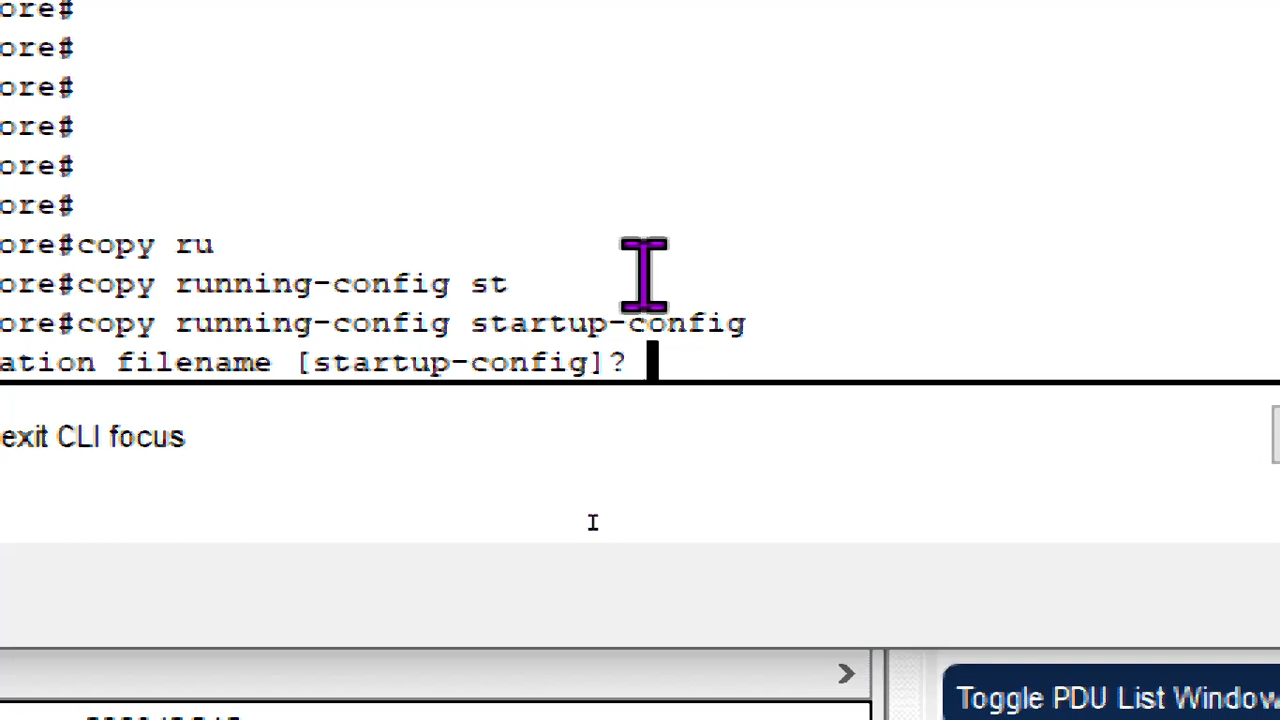 ore#
ore#
ore#
ore#
ore#
ore#
ore#copy ru
ore#copy running-config st
ore#copy running-config startup-config
ation filename [startup-config]?
exit CLI focus
Toggle PDU List Window